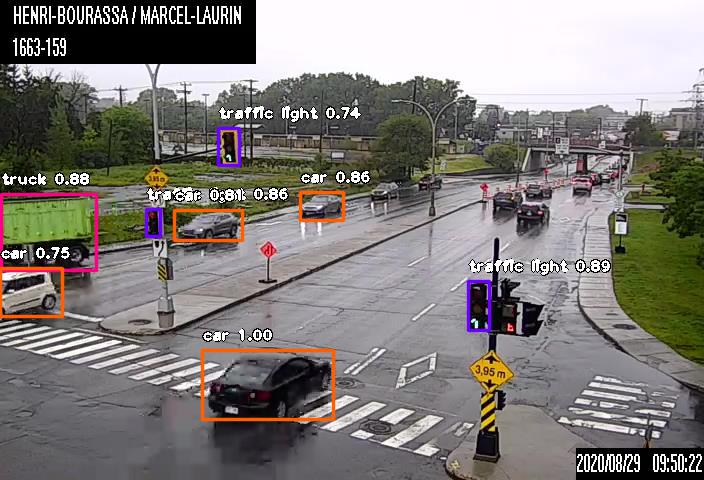 HENRI-BOURASSA / MARCEL-LAURIN
1663-159
traffic light 0.74
truck 0.88
car 0.81
0.86
car 0.86
car 0.75
traffic light 0.89
car 1.00
3,95 m
2020/08/29 09:50:22